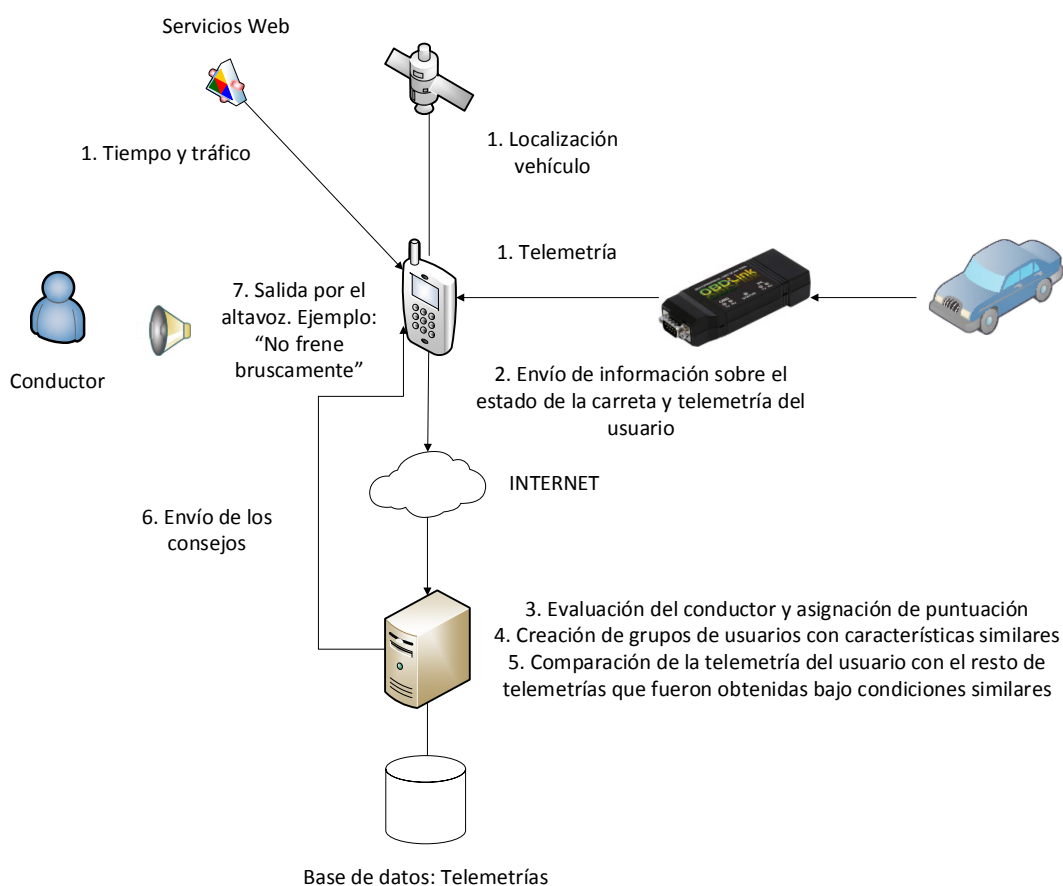 Servicios Web
1. Tiempo y tráfico
1. Localización
vehículo
1. Telemetría
OBDLink
Conductor
7. Salida por el
altavoz. Ejemplo:
“No frene
bruscamente”
2. Envío de información sobre el
estado de la carreta y telemetría del
usuario
INTERNET
6. Envío de los
consejos
3. Evaluación del conductor y asignación de puntuación
4. Creación de grupos de usuarios con características similares
5. Comparación de la telemetría del usuario con el resto de
telemetrías que fueron obtenidas bajo condiciones similares
Base de datos: Telemetrías